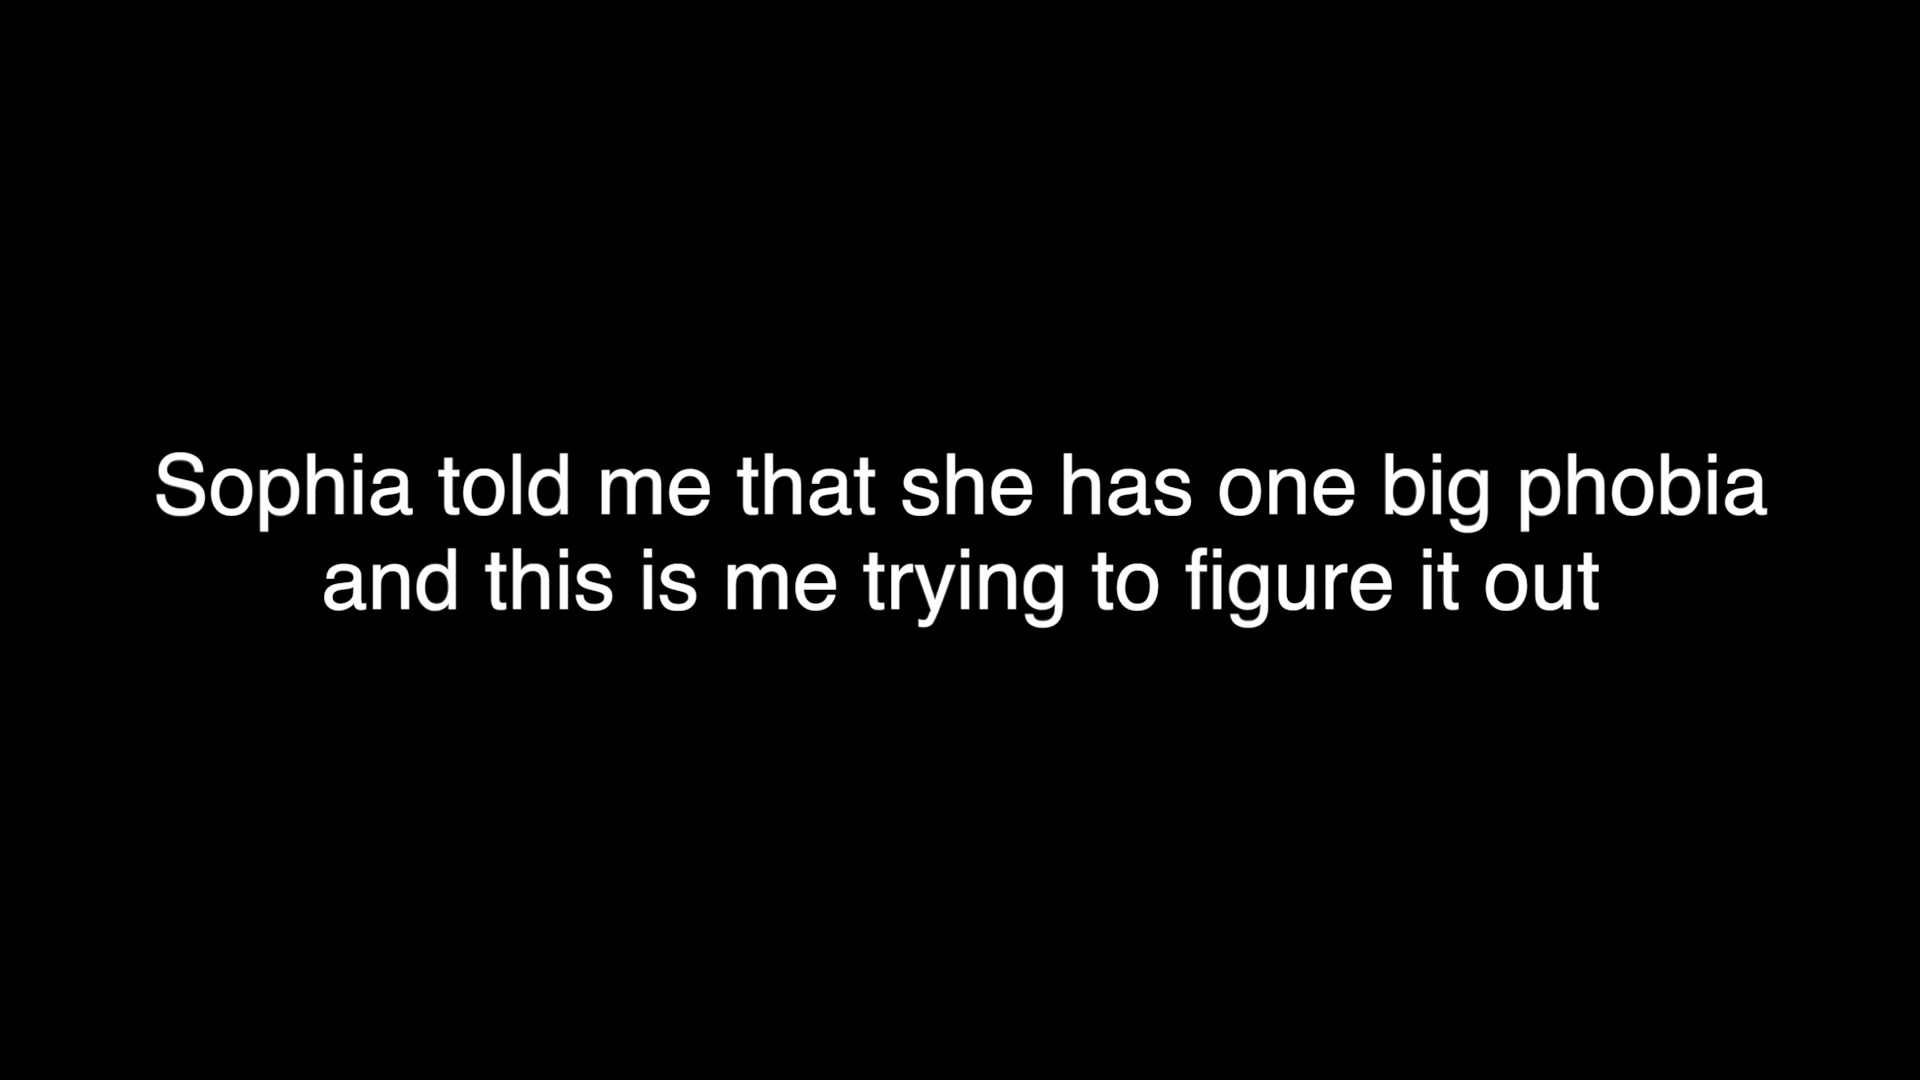 Sophia told me that she has one big phobia
and this is me trying to figure it out